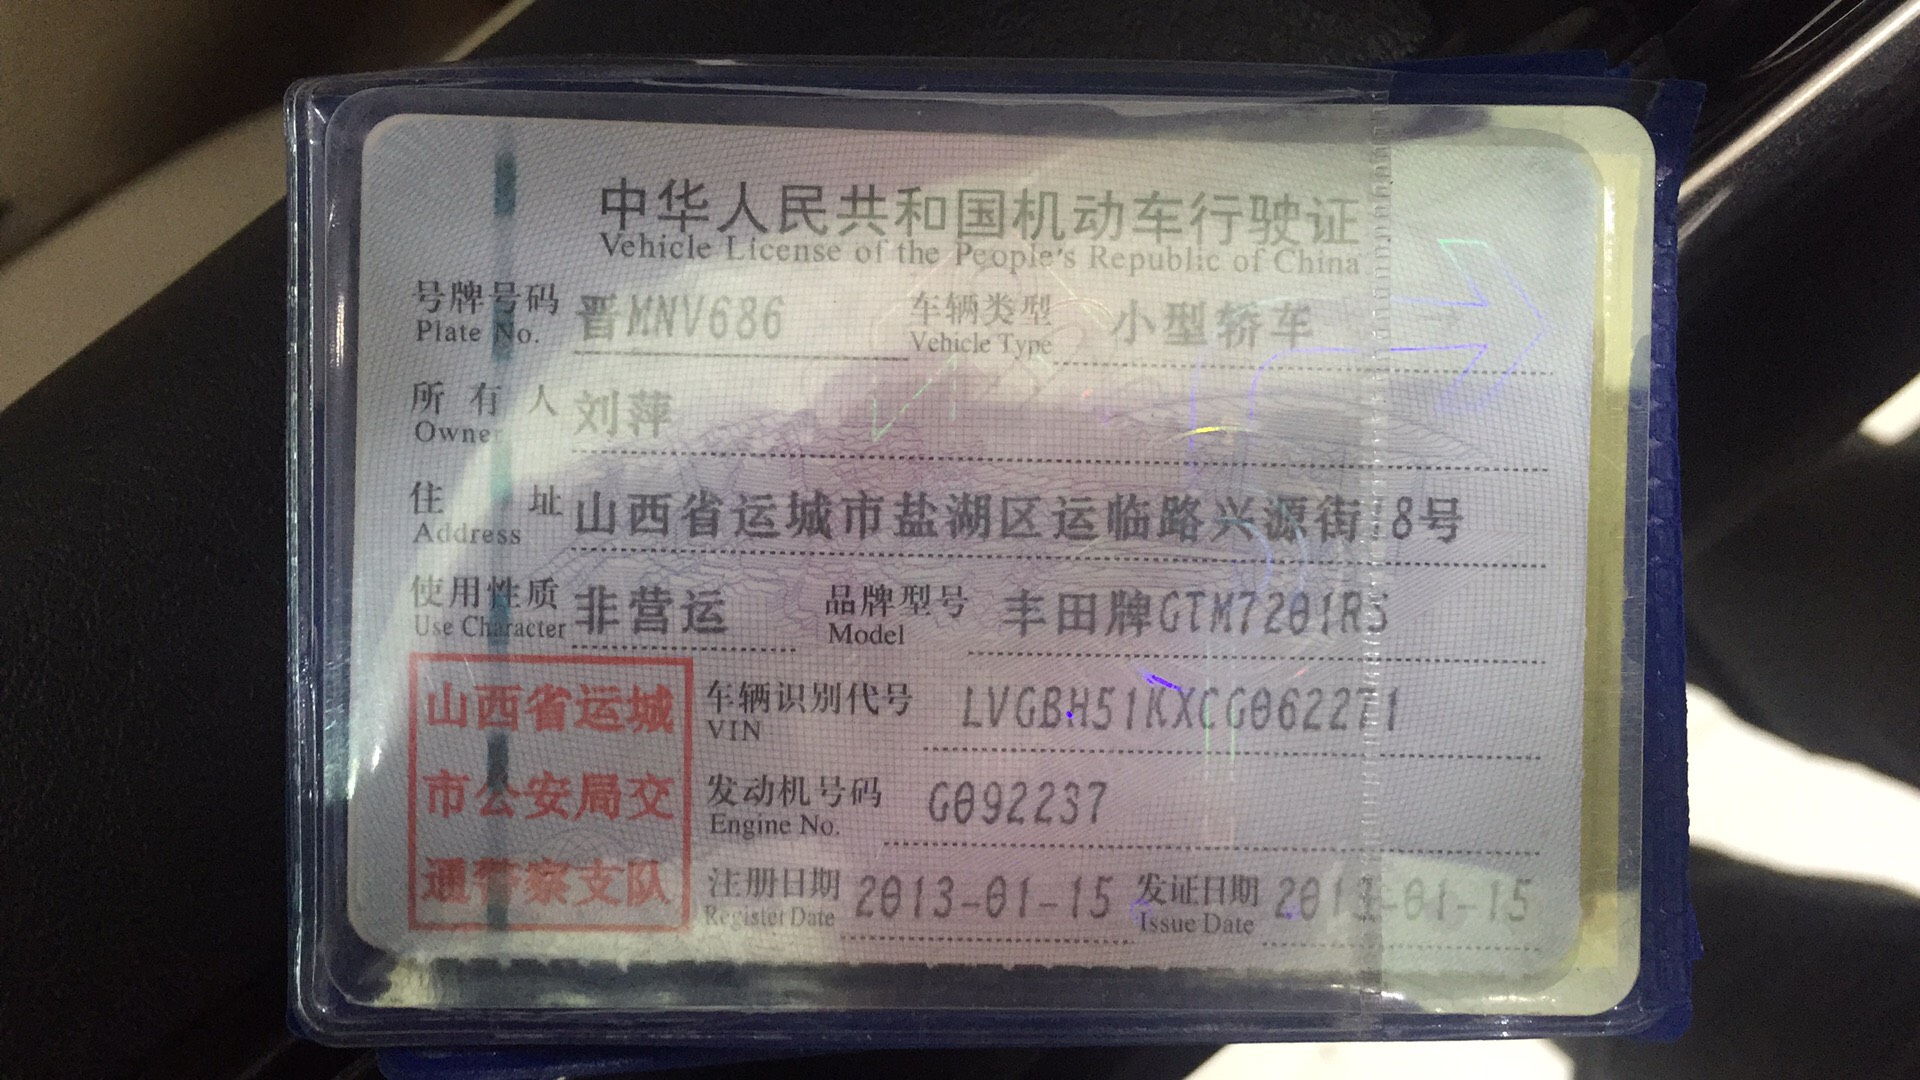 中华人民共和国机动车行驶证
Vehicle License of the People's Republic of China
号牌号码 晋MNV686 车辆类型 小型轿车
Plate No. Vehicle Type
所有人 刘萍
Owner
住址 山西省运城市盐湖区运临路兴源街 8号
Address
使用性质 非营运 品牌型号 丰田牌GTM7201RS
Use Character Model
山西省运城
市公安局交
通警察支队
车辆识别代号 LVGBH51KXCG062271
VIN
发动机号码 G092237
Engine No.
注册日期 2013-01-15 发证日期 2013-01-15
Register Date Issue Date